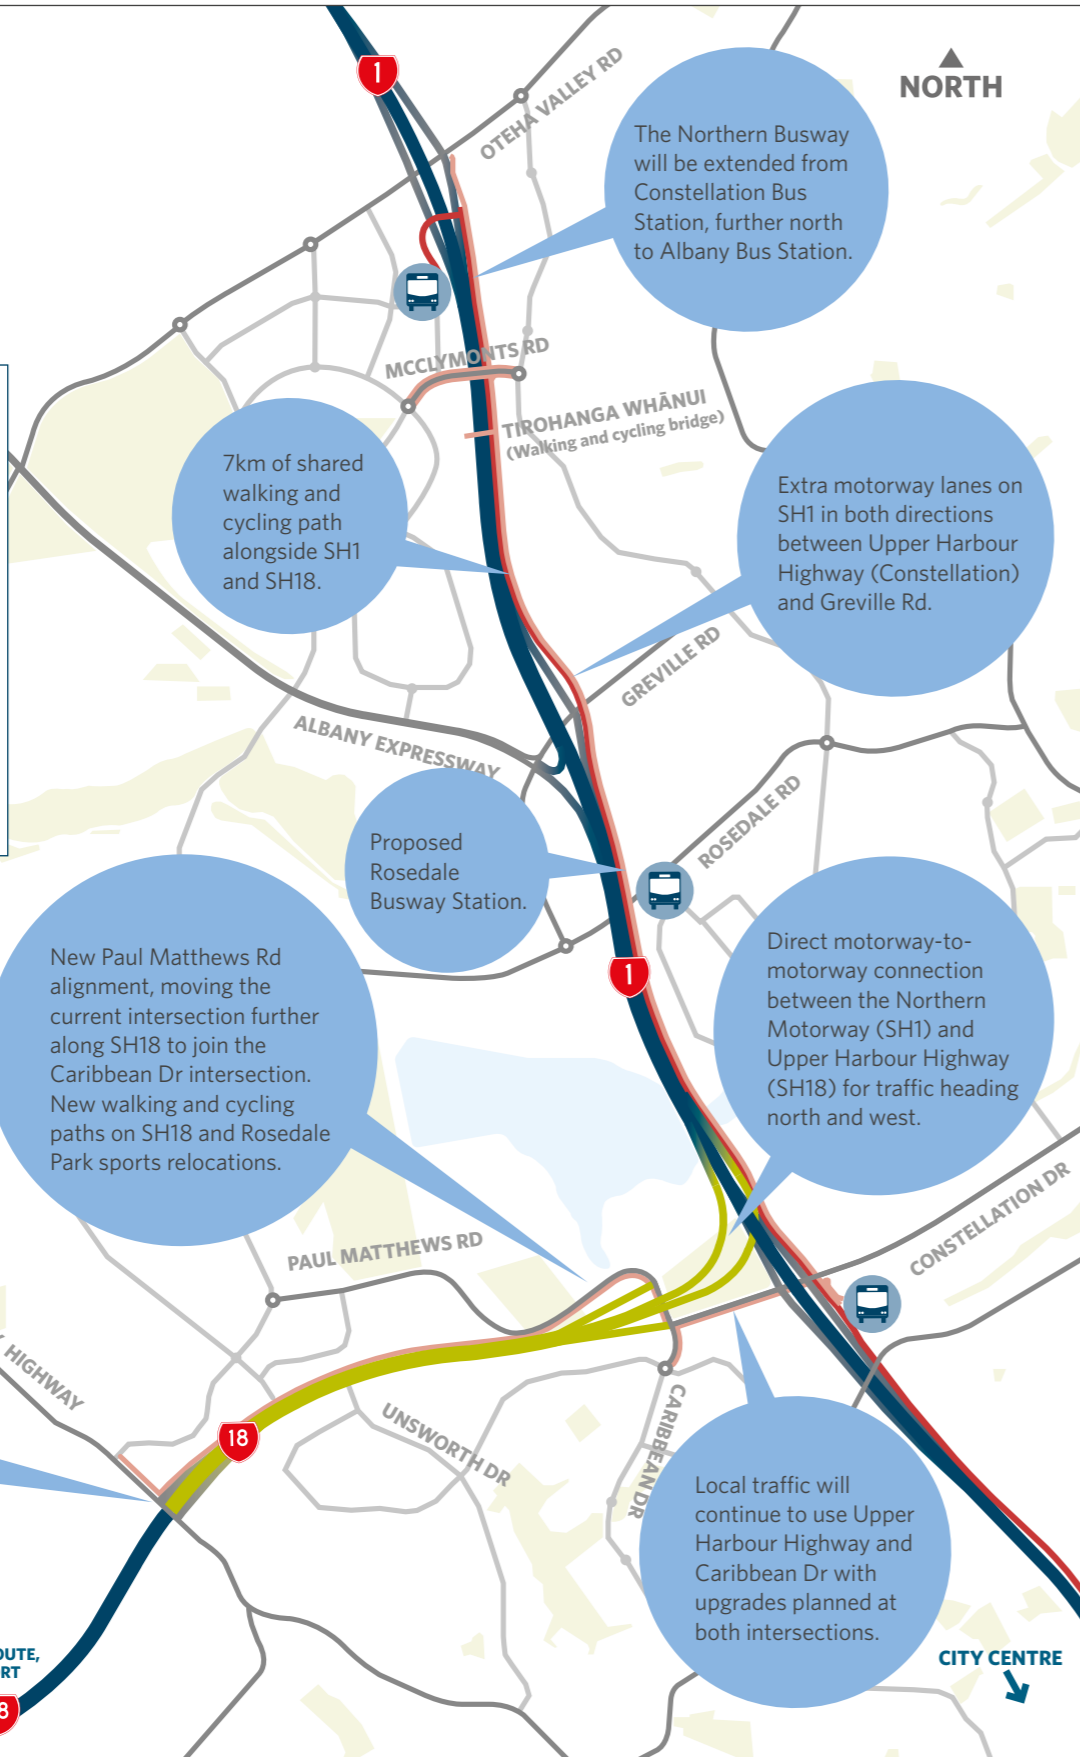 1
OTEHA VALLEY RD
NORTH
The Northern Busway
will be extended from
Constellation Bus
Station, further north
to Albany Bus Station.
MCCLYMONTS RD
TIROHANGA WHĀNUI
(Walking and cycling bridge)
7km of shared
walking and
cycling path
alongside SH1
and SH18.
Extra motorway lanes on
SH1 in both directions
between Upper Harbour
Highway (Constellation)
and Greville Rd.
GREVILLE RD
ALBANY EXPRESSWAY
Proposed
Rosedale
Busway Station.
ROSEDALE RD
1
New Paul Matthews Rd
alignment, moving the
current intersection further
along SH18 to join the
Caribbean Dr intersection.
New walking and cycling
paths on SH18 and Rosedale
Park sports relocations.
Direct motorway-to-
motorway connection
between the Northern
Motorway (SH1) and
Upper Harbour Highway
(SH18) for traffic heading
north and west.
PAUL MATTHEWS RD
CONSTELLATION DR
HIGHWAY
18
UNSWORTH DR
CARIBBEAN DR
Local traffic will
continue to use Upper
Harbour Highway and
Caribbean Dr with
upgrades planned at
both intersections.
CITY CENTRE